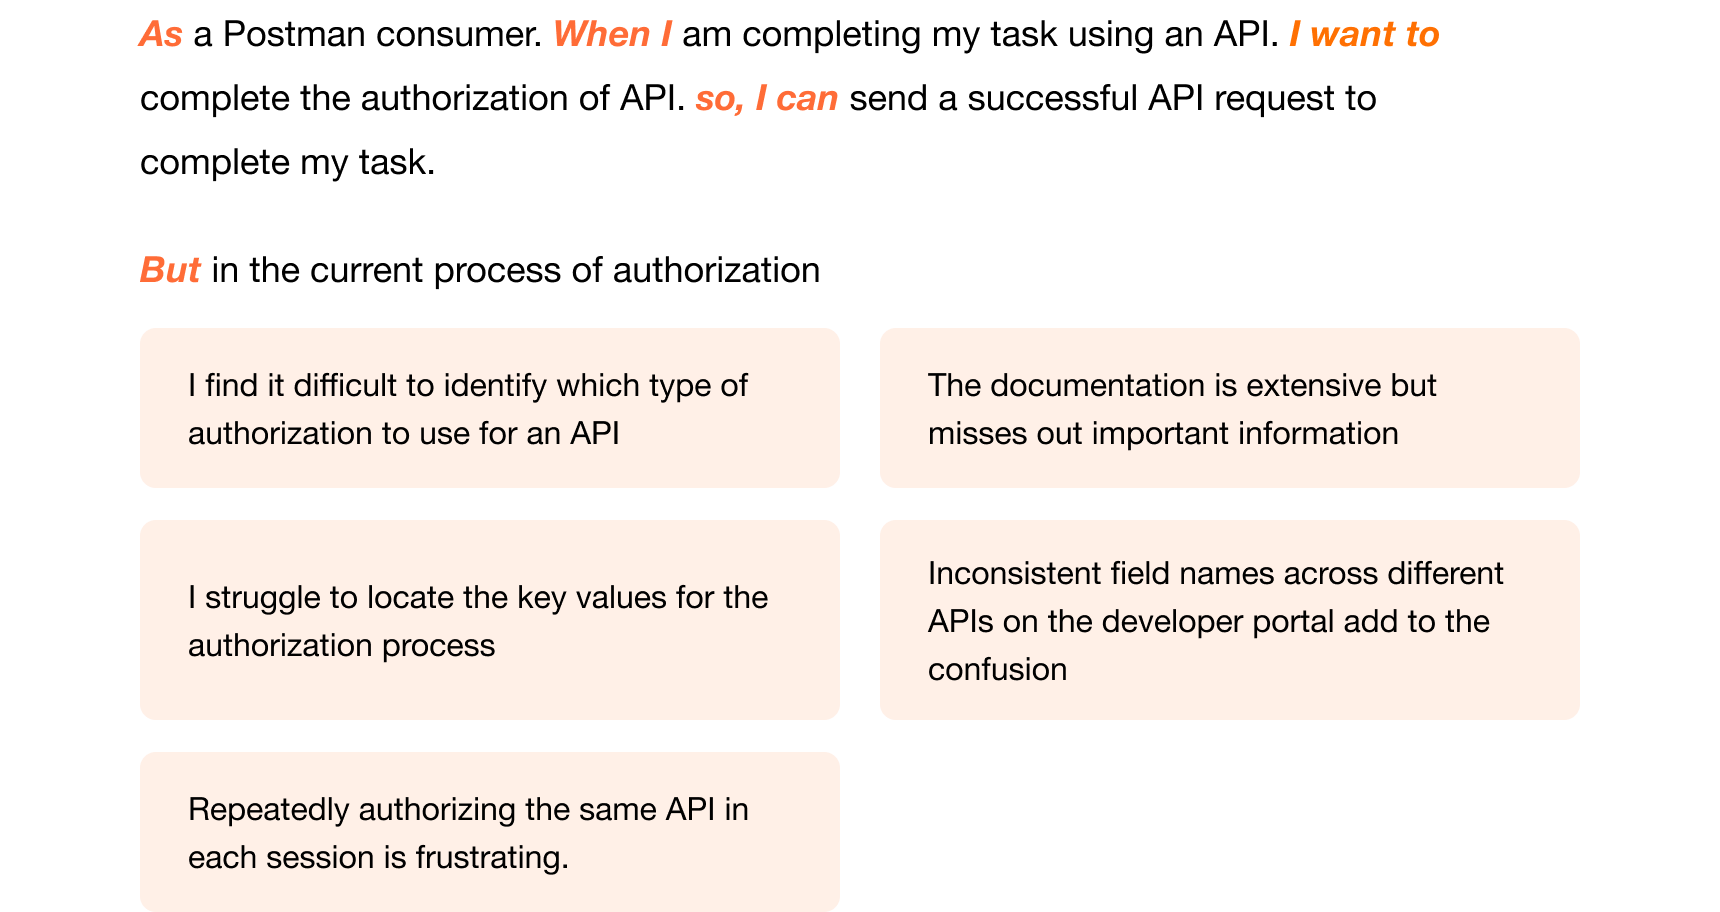 As a Postman consumer. When I am completing my task using an API. I want to
complete the authorization of API. so, I can send a successful API request to
complete my task.
But in the current process of authorization
I find it difficult to identify which type of
authorization to use for an API
The documentation is extensive but
misses out important information
I struggle to locate the key values for the
authorization process
Inconsistent field names across different
APIs on the developer portal add to the
confusion
Repeatedly authorizing the same API in
each session is frustrating.